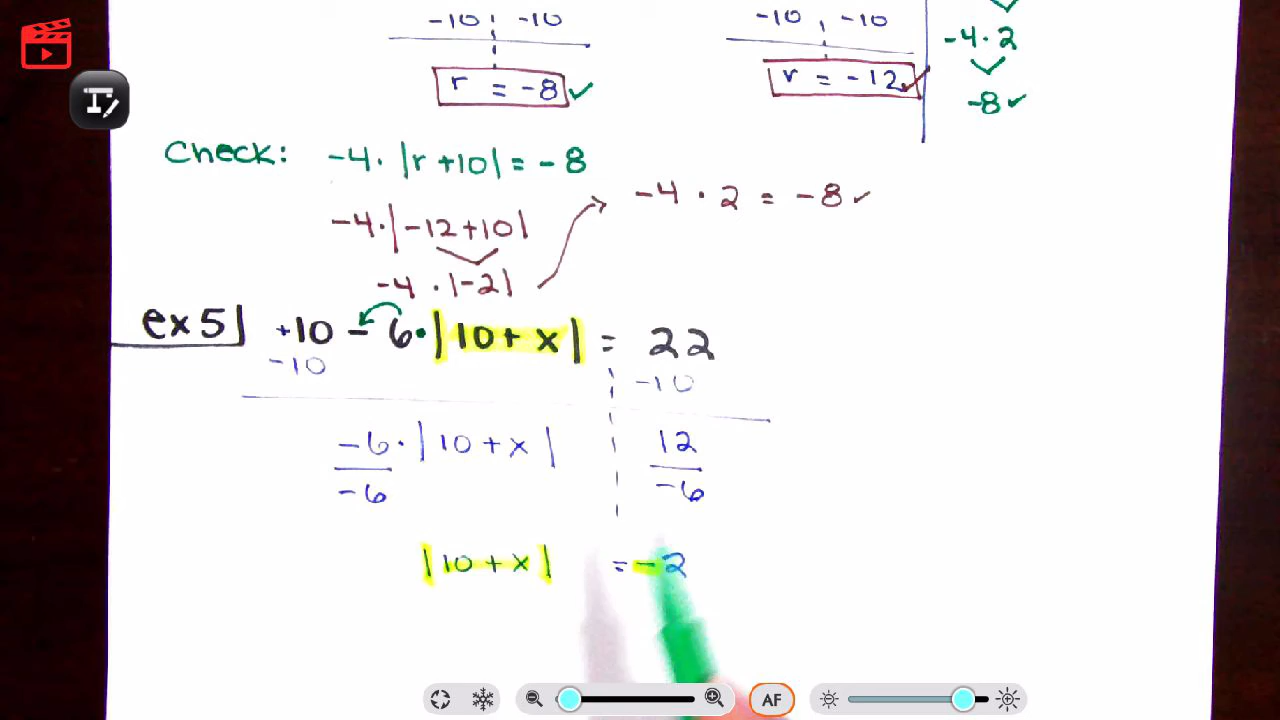 -10 -10
-10 -10
-4·2
r = -8 ✓
r = -12 ✓
-8 ✓
Check: -4·|r+10| = -8
-4·|-12+10|
-4·|-2|
-4·2 = -8 ✓
ex 5| +10 - 6·|10+x| = 22
-10 -10
-6·|10+x| 12
-6 -6
|10+x| = -2
AF